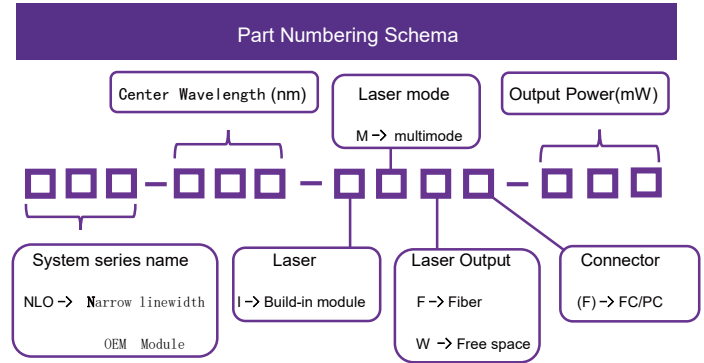 Part Numbering Schema
Center Wavelength (nm)
Laser mode
M -> multimode
Output Power(mW)
System series name
NLO -> Narrow linewidth
OEM Module
Laser
I -> Build-in module
Laser Output
F -> Fiber
W -> Free space
Connector
(F) -> FC/PC